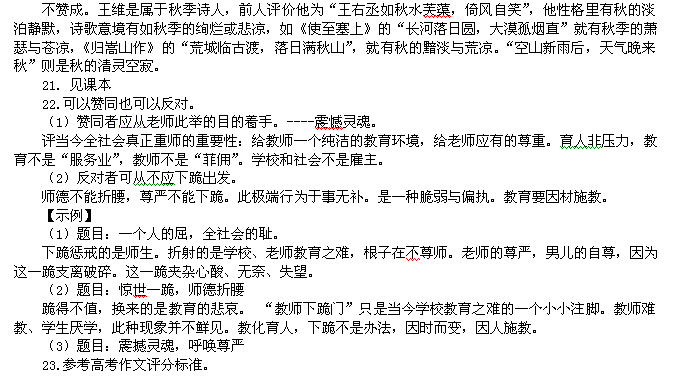 不赞成。王维是属于秋季诗人，前人评价他为“王右丞如秋水芙蕖，倚风自笑”，他性格里有秋的淡
泊静默，诗歌意境有如秋季的绚烂或悲凉，如《使至塞上》的“长河落日圆，大漠孤烟直”就有秋季的萧
瑟与苍凉，《归嵩山作》的“荒城临古渡，落日满秋山”，就有秋的黯淡与荒凉。“空山新雨后，天气晚来
秋”则是秋的清灵空寂。
21. 见课本
22.可以赞同也可以反对。
（1）赞同者应从老师此举的目的着手。----震撼灵魂。
评当今全社会真正重师的重要性：给教师一个纯洁的教育环境，给老师应有的尊重。育人非压力，教
育不是“服务业”，教师不是“菲佣”。学校和社会不是雇主。
（2）反对者可从不应下跪出发。
师德不能折腰，尊严不能下跪。此极端行为于事无补。是一种脆弱与偏执。教育要因材施教。
【示例】
（1）题目：一个人的屈，全社会的耻。
下跪惩戒的是师生。折射的是学校、老师教育之难，根子在不尊师。老师的尊严，男儿的自尊，因为
这一跪支离破碎。这一跪夹杂心酸、无奈、失望。
（2）题目：惊世一跪，师德折腰
跪得不值，换来的是教育的悲哀。 “教师下跪门”只是当今学校教育之难的一个小小注脚。教师难
教、学生厌学，此种现象并不鲜见。教化育人，下跪不是办法，因时而变，因人施教。
（3）题目：震撼灵魂，呼唤尊严
23.参考高考作文评分标准。